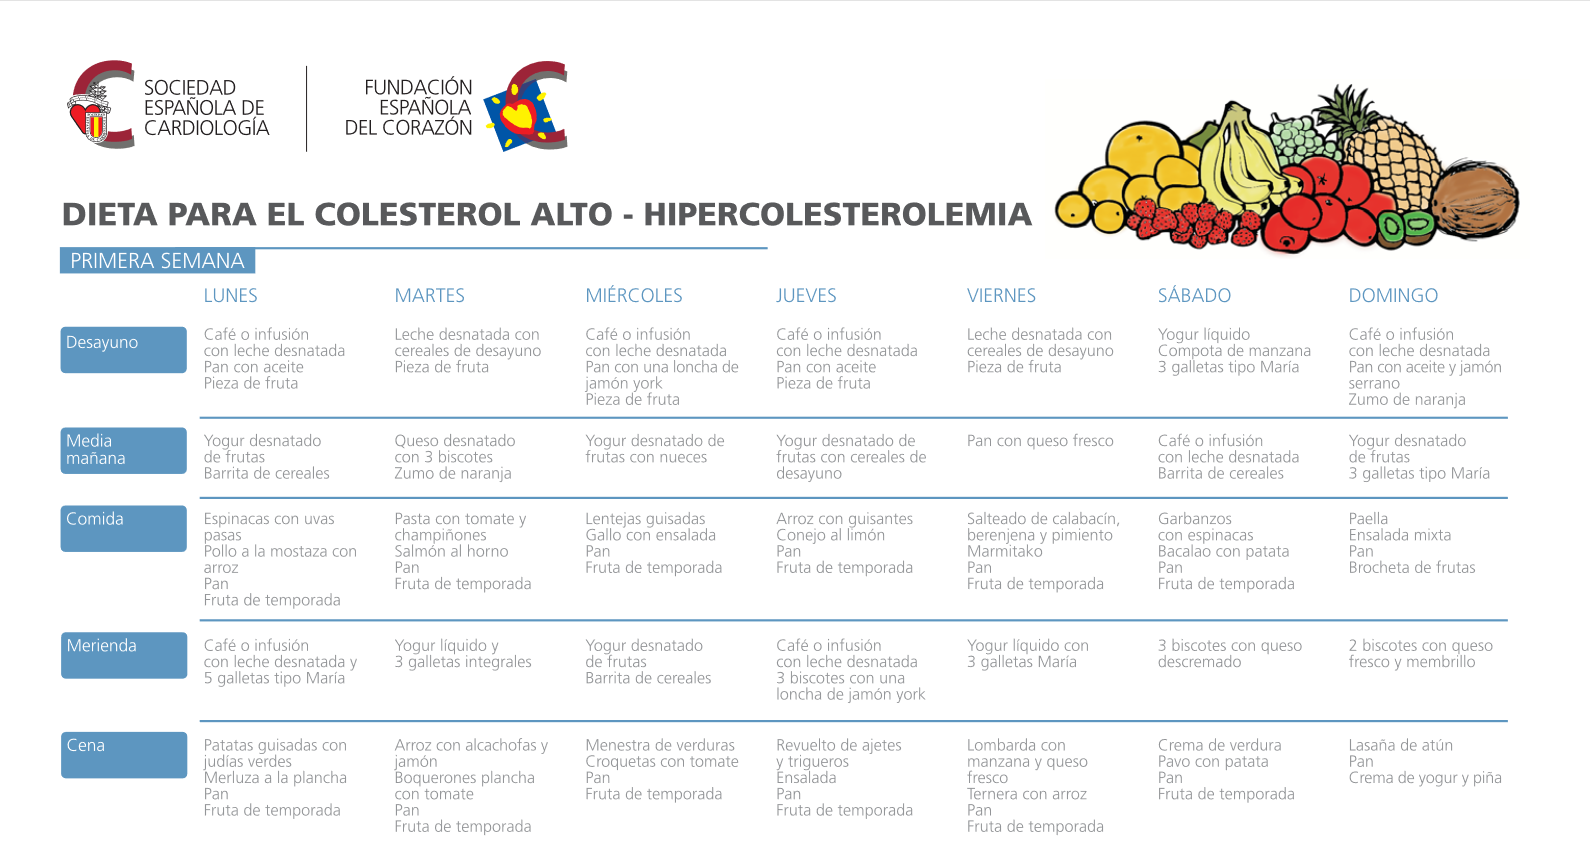 SOCIEDAD
ESPAÑOLA DE
CARDIOLOGÍA
FUNDACIÓN
ESPAÑOLA
DEL CORAZÓN
DIETA PARA EL COLESTEROL ALTO - HIPERCOLESTEROLEMIA
PRIMERA SEMANA
LUNES
MARTES
MIÉRCOLES
JUEVES
VIERNES
SÁBADO
DOMINGO
Desayuno
Café o infusión
con leche desnatada
Pan con aceite
Pieza de fruta
Leche desnatada con
cereales de desayuno
Pieza de fruta
Café o infusión
con leche desnatada
Pan con una loncha de
jamón york
Pieza de fruta
Café o infusión
con leche desnatada
Pan con aceite
Pieza de fruta
Leche desnatada con
cereales de desayuno
Pieza de fruta
Yogur líquido
Compota de manzana
3 galletas tipo María
Café o infusión
con leche desnatada
Pan con aceite y jamón
serrano
Zumo de naranja
Media
mañana
Yogur desnatado
de frutas
Barrita de cereales
Queso desnatado
con 3 biscotes
Zumo de naranja
Yogur desnatado de
frutas con nueces
Yogur desnatado de
frutas con cereales de
desayuno
Pan con queso fresco
Café o infusión
con leche desnatada
Barrita de cereales
Yogur desnatado
de frutas
3 galletas tipo María
Comida
Espinacas con uvas
pasas
Pollo a la mostaza con
arroz
Pan
Fruta de temporada
Pasta con tomate y
champiñones
Salmón al horno
Pan
Fruta de temporada
Lentejas guisadas
Gallo con ensalada
Pan
Fruta de temporada
Arroz con guisantes
Conejo al limón
Pan
Fruta de temporada
Salteado de calabacín,
berenjena y pimiento
Marmitako
Pan
Fruta de temporada
Garbanzos
con espinacas
Bacalao con patata
Pan
Fruta de temporada
Paella
Ensalada mixta
Pan
Brocheta de frutas
Merienda
Café o infusión
con leche desnatada y
5 galletas tipo María
Yogur líquido y
3 galletas integrales
Yogur desnatado
de frutas
Barrita de cereales
Café o infusión
con leche desnatada
3 biscotes con una
loncha de jamón york
Yogur líquido con
3 galletas María
3 biscotes con queso
descremado
2 biscotes con queso
fresco y membrillo
Cena
Patatas guisadas con
judías verdes
Merluza a la plancha
Pan
Fruta de temporada
Arroz con alcachofas y
jamón
Boquerones plancha
con tomate
Pan
Fruta de temporada
Menestra de verduras
Croquetas con tomate
Pan
Fruta de temporada
Revuelto de ajetes
y trigueros
Ensalada
Pan
Fruta de temporada
Lombarda con
manzana y queso
fresco
Ternera con arroz
Pan
Fruta de temporada
Crema de verdura
Pavo con patata
Pan
Fruta de temporada
Lasaña de atún
Pan
Crema de yogur y piña